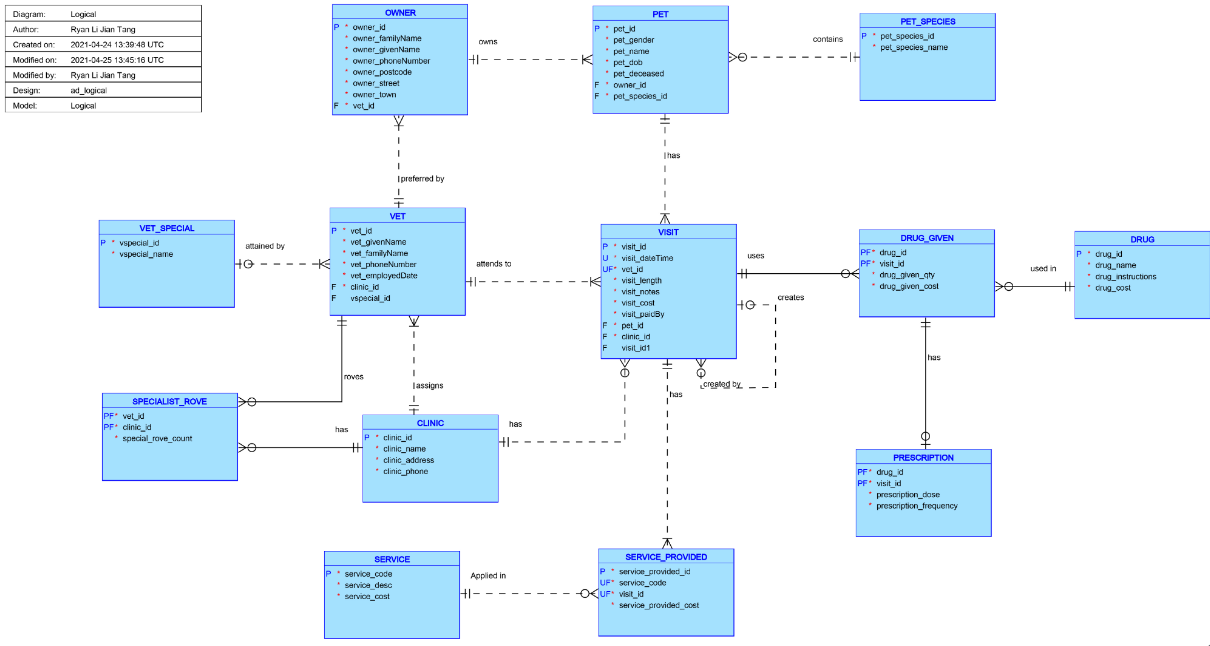 Diagram: Logical
Author: Ryan Li Jian Tang
Created on: 2021-04-24 13:39:48 UTC
Modified on: 2021-04-25 13:45:16 UTC
Modified by: Ryan Li Jian Tang
Design: ad_logical
Model: Logical
OWNER
P * owner_id
* owner_familyName
* owner_givenName
* owner_phoneNumber
* owner_postcode
* owner_street
* owner_town
F * vet_id
owns
PET
P * pet_id
* pet_gender
* pet_name
* pet_dob
* pet_deceased
F * owner_id
F * pet_species_id
contains
PET_SPECIES
P * pet_species_id
* pet_species_name
preferred by
has
VET_SPECIAL
P * vspecial_id
* vspecial_name
attained by
VET
P * vet_id
* vet_givenName
* vet_familyName
* vet_phoneNumber
* vet_employedDate
F * clinic_id
F vspecial_id
attends to
VISIT
P * visit_id
U * visit_dateTime
UF* vet_id
* visit_length
* visit_notes
* visit_cost
* visit_paidBy
F * pet_id
F * clinic_id
F visit_id1
uses
creates
created by
DRUG_GIVEN
PF* drug_id
PF* visit_id
* drug_given_qty
* drug_given_cost
used in
DRUG
P * drug_id
* drug_name
* drug_instructions
* drug_cost
roves
assigns
has
has
SPECIALIST_ROVE
PF* vet_id
PF* clinic_id
* special_rove_count
has
CLINIC
P * clinic_id
* clinic_name
* clinic_address
* clinic_phone
has
PRESCRIPTION
PF* drug_id
PF* visit_id
* prescription_dose
* prescription_frequency
SERVICE
P * service_code
* service_desc
* service_cost
Applied in
SERVICE_PROVIDED
P * service_provided_id
UF* service_code
UF* visit_id
* service_provided_cost